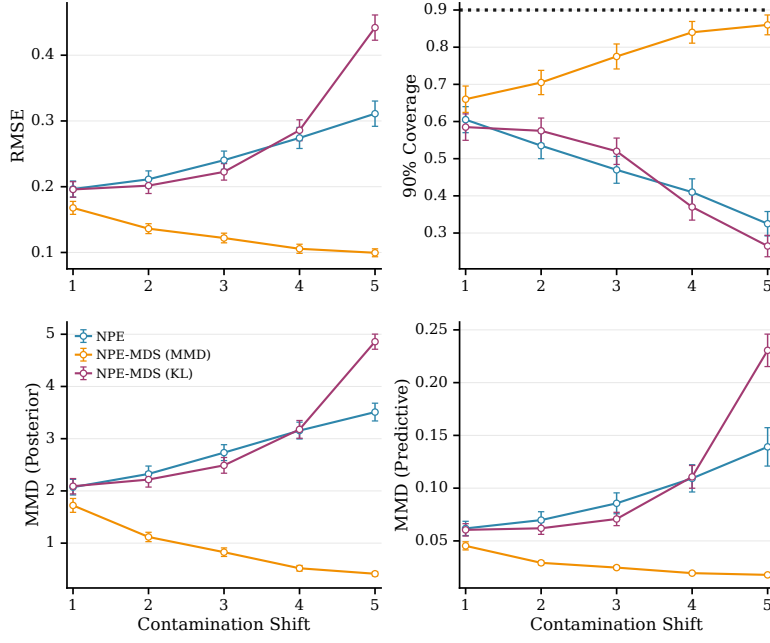 RMSE
0.4
0.3
0.2
0.1
1 2 3 4 5
90% Coverage
0.9
0.8
0.7
0.6
0.5
0.4
0.3
1 2 3 4 5
MMD (Posterior)
5
4
3
2
1
NPE
NPE-MDS (MMD)
NPE-MDS (KL)
1 2 3 4 5
Contamination Shift
MMD (Predictive)
0.25
0.20
0.15
0.10
0.05
1 2 3 4 5
Contamination Shift